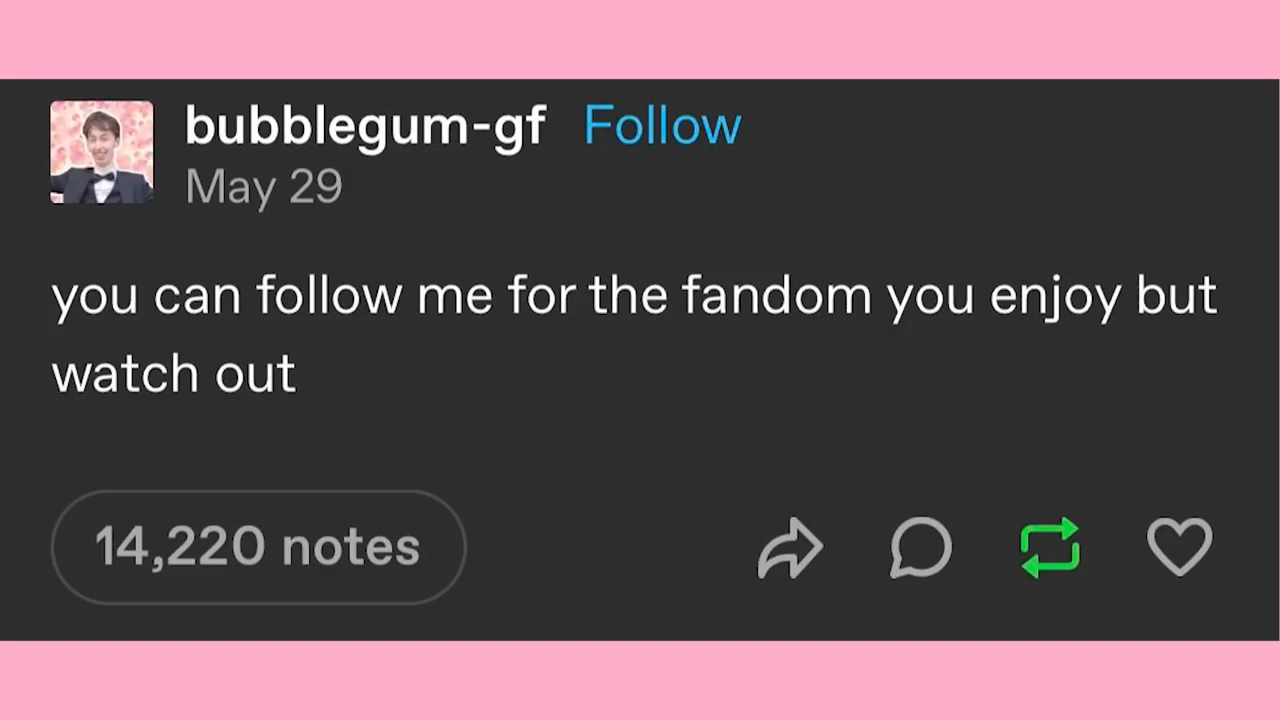 bubblegum-gf Follow
May 29
you can follow me for the fandom you enjoy but
watch out
14,220 notes